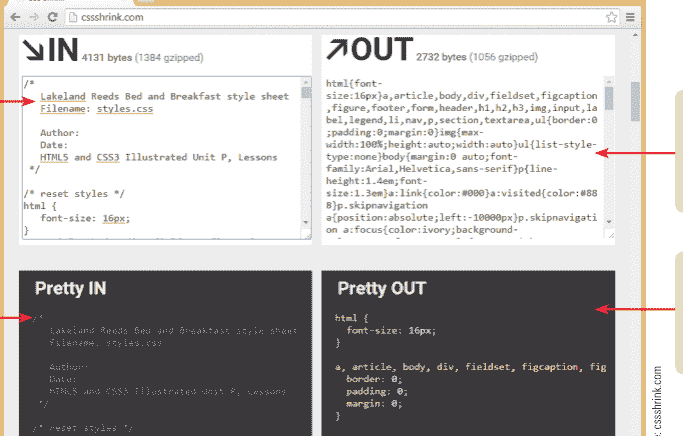 cssshrink.com
IN 4131 bytes (1384 gzipped)
/*
Lakeland Reeds Bed and Breakfast style sheet
Filename: styles.css
Author:
Date:
HTML5 and CSS3 Illustrated Unit P, Lessons
*/
/* reset styles */
html {
font-size: 16px;
}
OUT 2732 bytes (1056 gzipped)
html{font-
size:16px}a,article,body,div,fieldset,figcaption
,figure,footer,form,header,h1,h2,h3,img,input,la
bel,legend,li,nav,p,section,textarea,ul{border:0
;padding:0;margin:0}img{max-
width:100%;height:auto;width:auto}ul{list-style-
type:none}body{margin:0 auto;font-
family:Arial,Helvetica,sans-serif}p{line-
height:1.4em;font-
size:1.3em}a:link{color:#000}a:visited{color:#88
8}p.skipnavigation
a{position:absolute;left:-10000px}p.skipnavigati
on a:focus{color:ivory;background-
Pretty IN
/*
Lakeland Reeds Bed and Breakfast style sheet
Filename: styles.css
Author:
Date:
HTML5 and CSS3 Illustrated Unit P, Lessons
*/
/* reset styles */
Pretty OUT
html {
font-size: 16px;
}
a, article, body, div, fieldset, figcaption, fig
border: 0;
padding: 0;
margin: 0;
}
: cssshrink.com